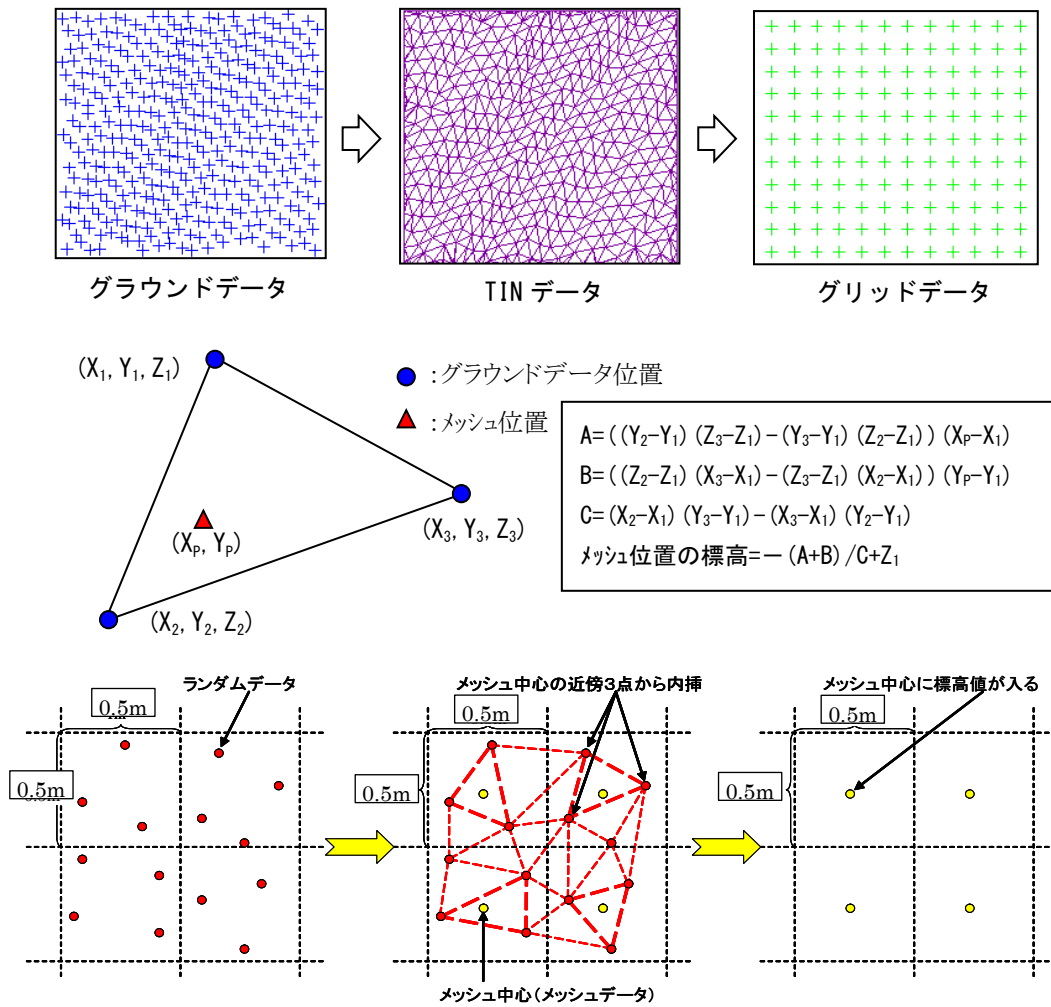 グラウンドデータ
TIN データ
グリッドデータ
(X₁, Y₁, Z₁)
：グラウンドデータ位置
：メッシュ位置
(X_P, Y_P)
(X₃, Y₃, Z₃)
(X₂, Y₂, Z₂)
A=((Y₂−Y₁)(Z₃−Z₁)−(Y₃−Y₁)(Z₂−Z₁))(X_P−X₁)
B=((Z₂−Z₁)(X₃−X₁)−(Z₃−Z₁)(X₂−X₁))(Y_P−Y₁)
C=(X₂−X₁)(Y₃−Y₁)−(X₃−X₁)(Y₂−Y₁)
メッシュ位置の標高=−(A+B)/C+Z₁
ランダムデータ
0.5m
0.5m
メッシュ中心の近傍３点から内挿
0.5m
0.5m
メッシュ中心（メッシュデータ）
メッシュ中心に標高値が入る
0.5m
0.5m